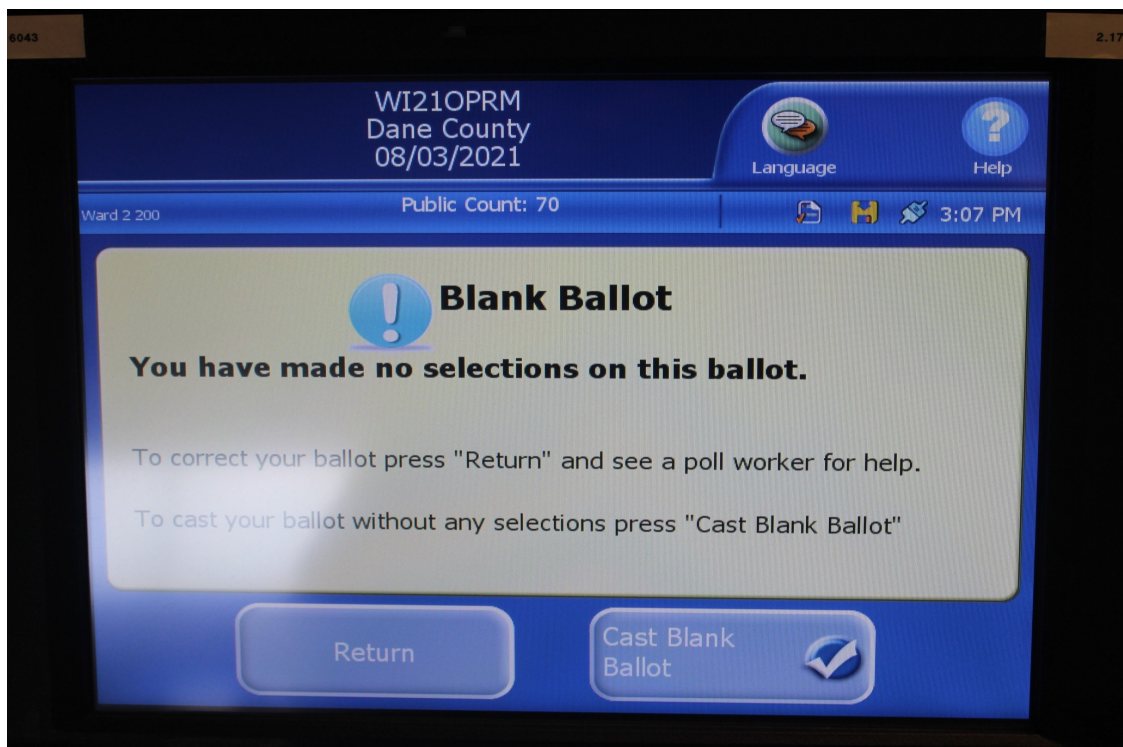 6043
2.17
WI21OPRM
Dane County
08/03/2021
Language
Help
Ward 2 200
Public Count: 70
3:07 PM
Blank Ballot
You have made no selections on this ballot.
To correct your ballot press "Return" and see a poll worker for help.
To cast your ballot without any selections press "Cast Blank Ballot"
Return
Cast Blank
Ballot